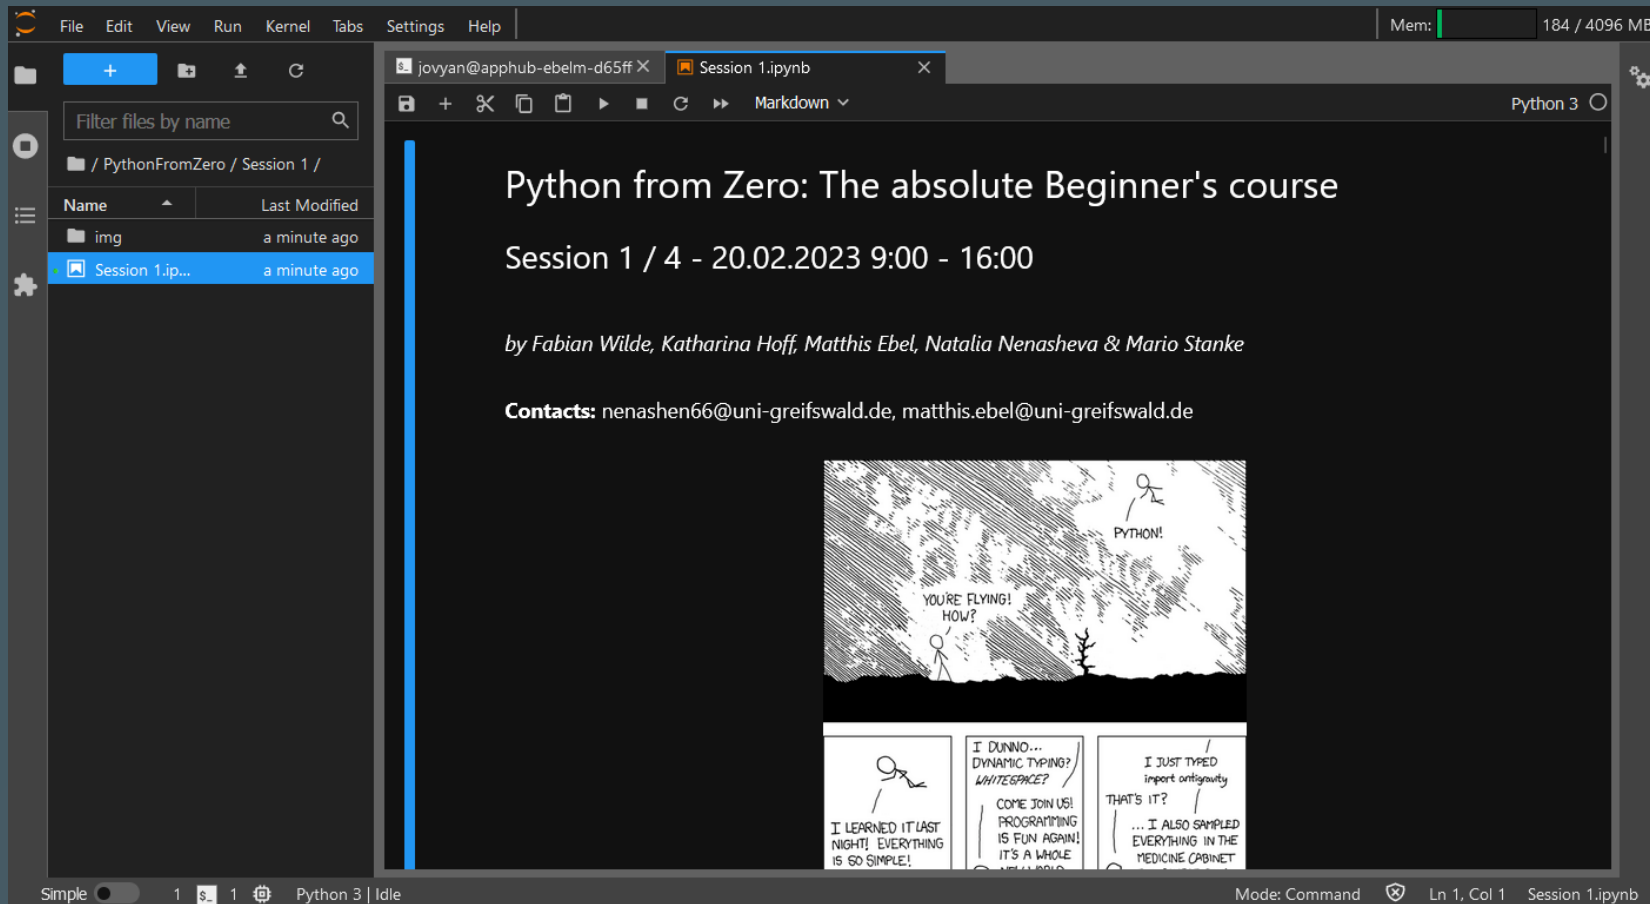 File Edit View Run Kernel Tabs Settings Help
Mem: 184 / 4096 MB
+
Filter files by name
/ PythonFromZero / Session 1 /
Name Last Modified
img a minute ago
Session 1.ip... a minute ago
jovyan@apphub-ebelm-d65ff
Session 1.ipynb
Markdown
Python 3
Python from Zero: The absolute Beginner's course
Session 1 / 4 - 20.02.2023 9:00 - 16:00
by Fabian Wilde, Katharina Hoff, Matthis Ebel, Natalia Nenasheva & Mario Stanke
Contacts: nenashen66@uni-greifswald.de, matthis.ebel@uni-greifswald.de
PYTHON!
YOU'RE FLYING!
HOW?
I LEARNED IT LAST
NIGHT! EVERYTHING
IS SO SIMPLE!
I DUNNO...
DYNAMIC TYPING?
WHITESPACE?
COME JOIN US!
PROGRAMMING
IS FUN AGAIN!
IT'S A WHOLE
I JUST TYPED
import antigravity
THAT'S IT?
... I ALSO SAMPLED
EVERYTHING IN THE
MEDICINE CABINET
Simple 1 $_ 1 Python 3 | Idle
Mode: Command Ln 1, Col 1 Session 1.ipynb